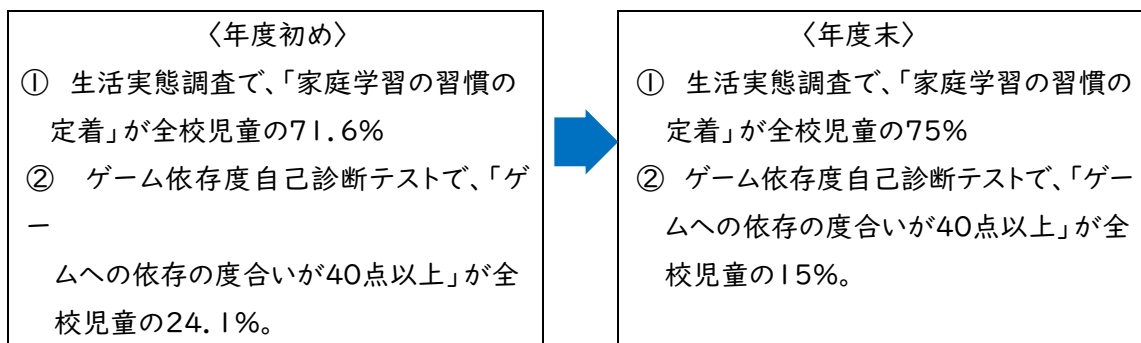 〈年度初め〉
① 生活実態調査で、「家庭学習の習慣の
定着」が全校児童の71.6%
② ゲーム依存度自己診断テストで、「ゲ
ー
ムへの依存の度合いが40点以上」が全
校児童の24.1%。
〈年度末〉
① 生活実態調査で、「家庭学習の習慣の
定着」が全校児童の75%
② ゲーム依存度自己診断テストで、「ゲー
ムへの依存の度合いが40点以上」が全
校児童の15%。